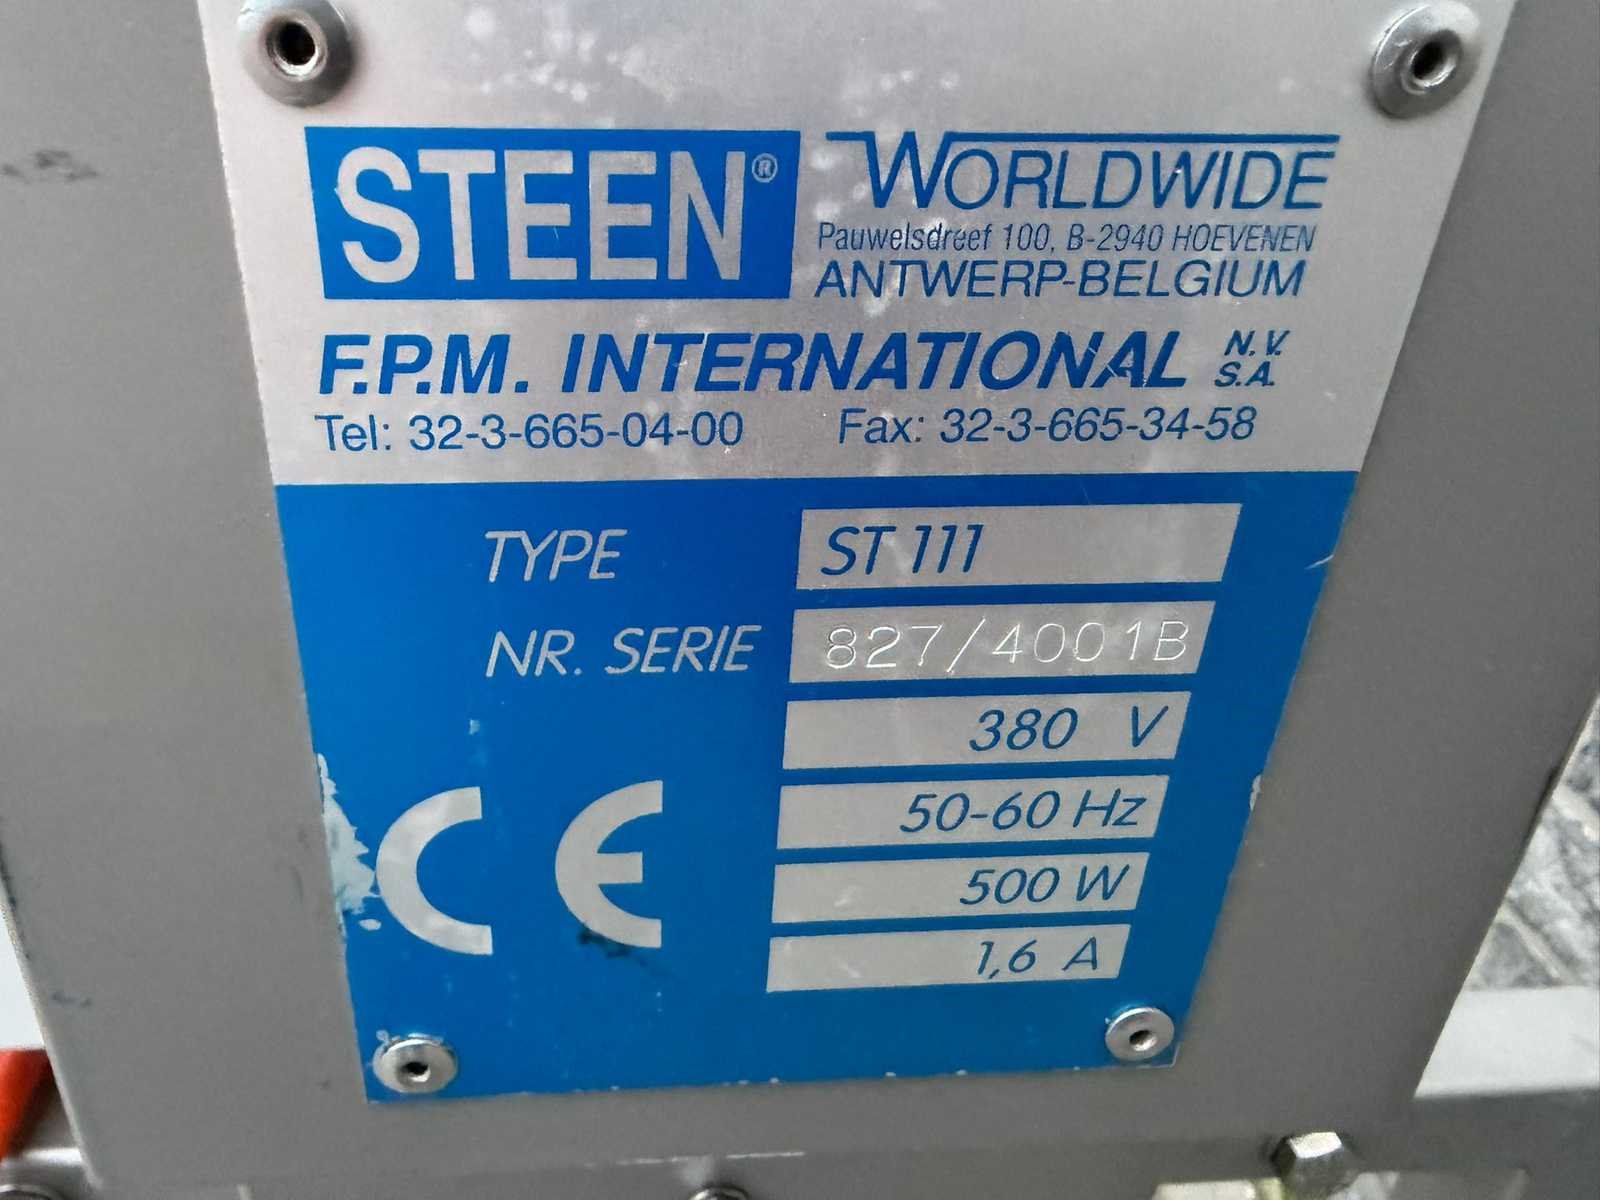 STEEN® WORLDWIDE
Pauwelsdreef 100, B-2940 HOEVENEN
ANTWERP-BELGIUM
F.P.M. INTERNATIONAL N.V.
S.A.
Tel: 32-3-665-04-00 Fax: 32-3-665-34-58
TYPE ST 111
NR. SERIE 827/4001B
380 V
50-60 Hz
500 W
1,6 A
CE